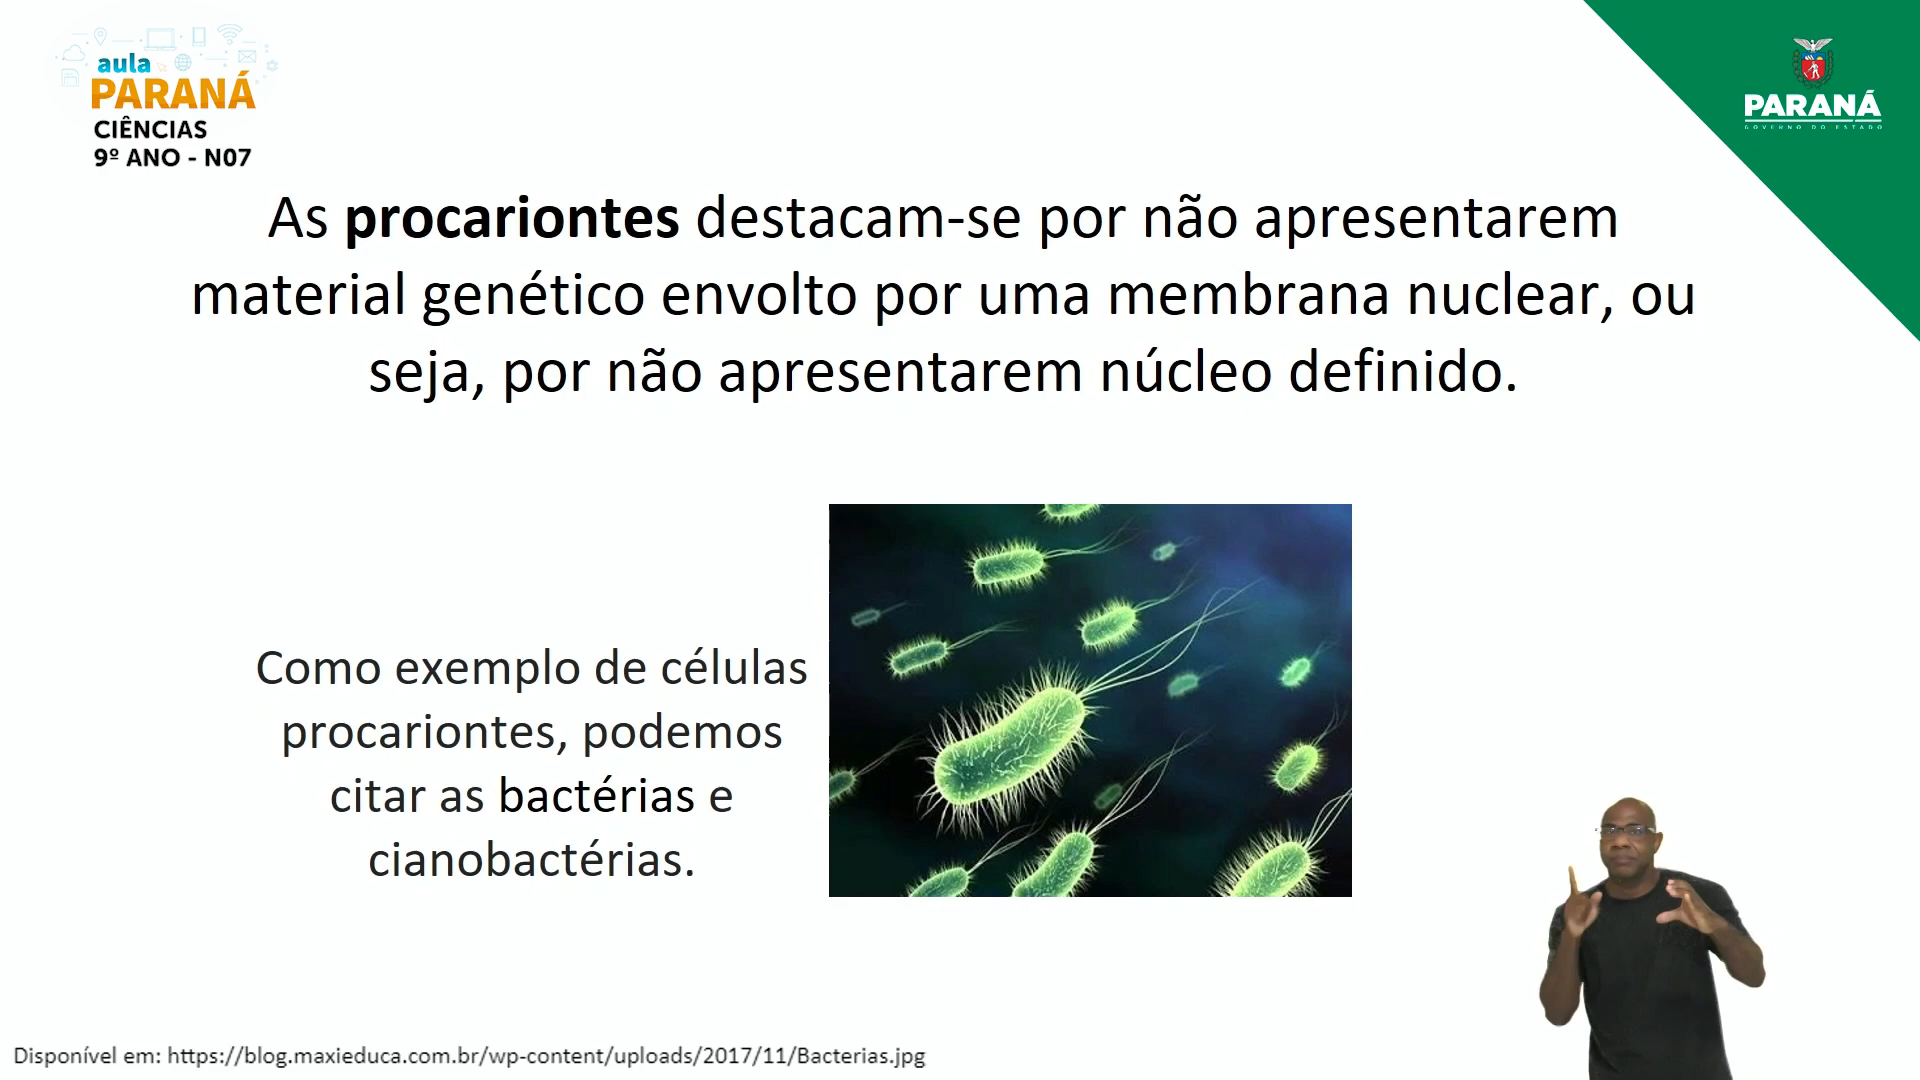 aula
PARANÁ
CIÊNCIAS
9º ANO - N07
PARANÁ
GOVERNO DO ESTADO
As procariontes destacam-se por não apresentarem
material genético envolto por uma membrana nuclear, ou
seja, por não apresentarem núcleo definido.
Como exemplo de células
procariontes, podemos
citar as bactérias e
cianobactérias.
Disponível em: https://blog.maxieduca.com.br/wp-content/uploads/2017/11/Bacterias.jpg